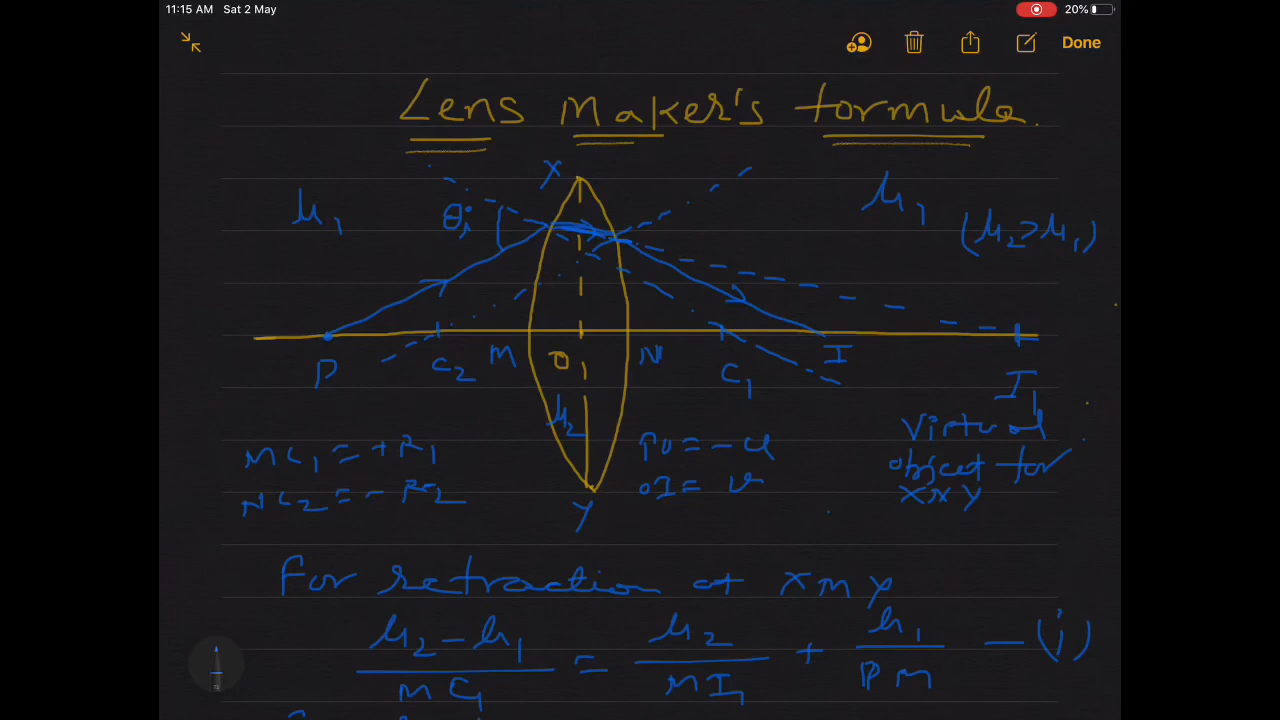 11:15 AM Sat 2 May 20%
Done
Lens Maker's formula.
X
μ1 θi μ1 (μ2>μ1)
P C2 M O N C1 I I1
μ2
MC1 = +R1 PO = -u Virtual
NC2 = -R2 OI = v object for
XNY
Y
for refraction at XMY
μ2 - μ1 / MC1 = μ2 / MI1 + μ1 / PM — (i)